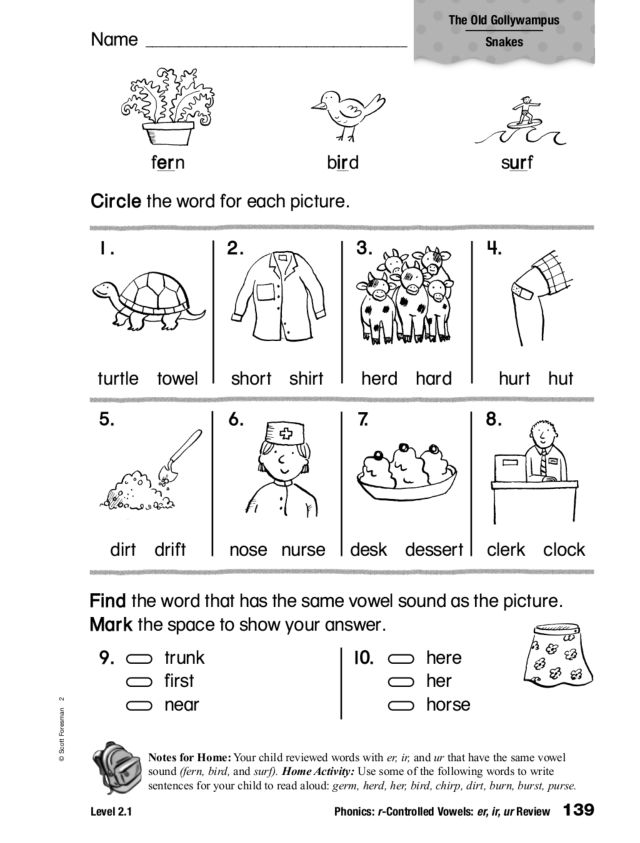 The Old Gollywampus
Snakes
Name
fern
bird
surf
Circle the word for each picture.
1.
2.
3.
4.
turtle towel
short shirt
herd hard
hurt hut
5.
6.
7.
8.
dirt drift
nose nurse
desk dessert
clerk clock
Find the word that has the same vowel sound as the picture.
Mark the space to show your answer.
9. trunk
first
near
10. here
her
horse
© Scott Foresman 2
Notes for Home: Your child reviewed words with er, ir, and ur that have the same vowel
sound (fern, bird, and surf). Home Activity: Use some of the following words to write
sentences for your child to read aloud: germ, herd, her, bird, chirp, dirt, burn, burst, purse.
Level 2.1
Phonics: r-Controlled Vowels: er, ir, ur Review 139